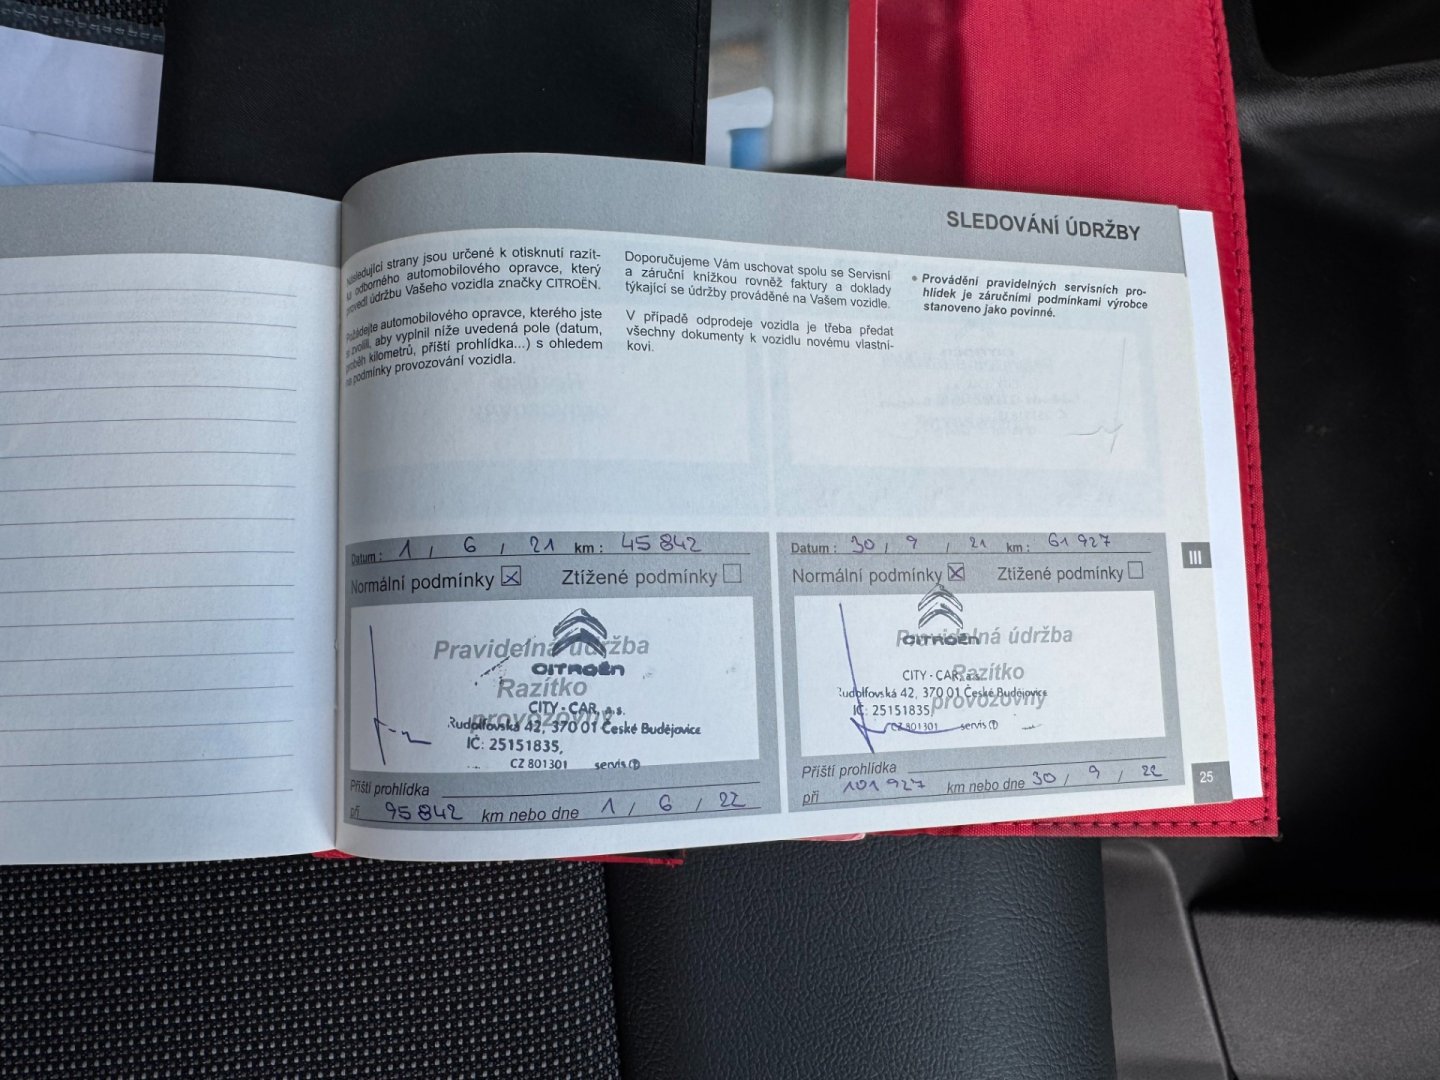 SLEDOVÁNÍ ÚDRŽBY
Následující strany jsou určené k otisknutí razít-
ka odborného automobilového opravce, který
provedl údržbu Vašeho vozidla značky CITROËN.
Požádejte automobilového opravce, kterého jste
si zvolili, aby vyplnil níže uvedená pole (datum,
průběh kilometrů, příští prohlídka...) s ohledem
na podmínky provozování vozidla.
Doporučujeme Vám uschovat spolu se Servisní
a záruční knížkou rovněž faktury a doklady
týkající se údržby prováděné na Vašem vozidle.
V případě odprodeje vozidla je třeba předat
všechny dokumenty k vozidlu novému vlastní-
kovi.
• Provádění pravidelných servisních pro-
hlídek je záručními podmínkami výrobce
stanoveno jako povinné.
Datum : 1 / 6 / 21 km : 45 842
Normální podmínky Ztížené podmínky
Pravidelná údržba
CITROËN
Razítko
CITY - CAR, a.s.
provozovny
Rudolfovská 42, 370 01 České Budějovice
IČ: 25151835,
CZ 801301 servis
Příští prohlídka
při 95 842 km nebo dne 1 / 6 / 22
Datum : 30 / 9 / 21 km : 61 927
Normální podmínky Ztížené podmínky
Pravidelná údržba
CITROËN
Razítko
CITY - CAR, a.s.
Rudolfovská 42, 370 01 České Budějovice
provozovny
IČ: 25151835,
CZ 801301 servis
Příští prohlídka
při 101 927 km nebo dne 30 / 9 / 22
III
25